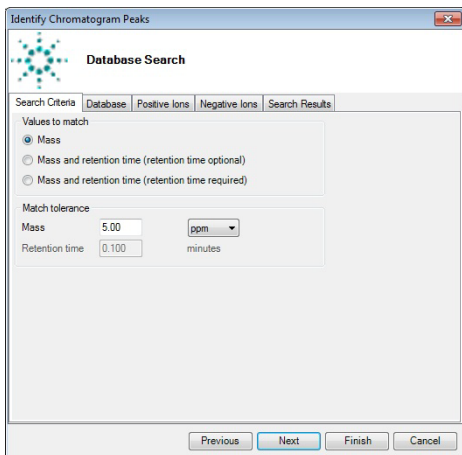 Identify Chromatogram Peaks
Database Search
Search Criteria Database Positive Ions Negative Ions Search Results
Values to match
Mass
Mass and retention time (retention time optional)
Mass and retention time (retention time required)
Match tolerance
Mass 5.00 ppm
Retention time 0.100 minutes
Previous Next Finish Cancel